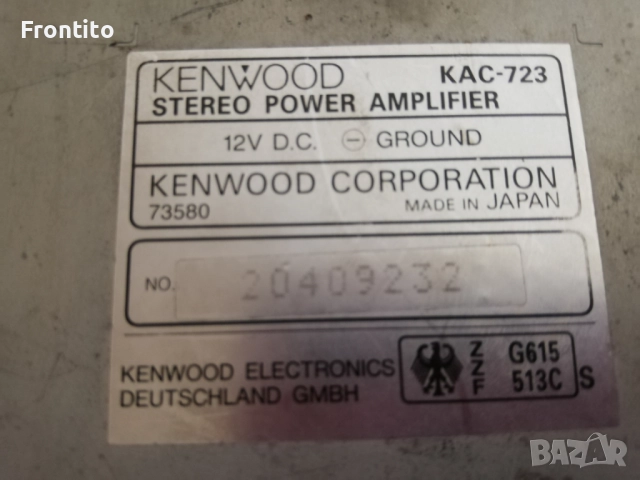 Frontito
KENWOOD KAC-723
STEREO POWER AMPLIFIER
12V D.C. ⊖ GROUND
KENWOOD CORPORATION
73580 MADE IN JAPAN
NO. 20409232
KENWOOD ELECTRONICS
DEUTSCHLAND GMBH
ZZF G615
513C S
BAZAR